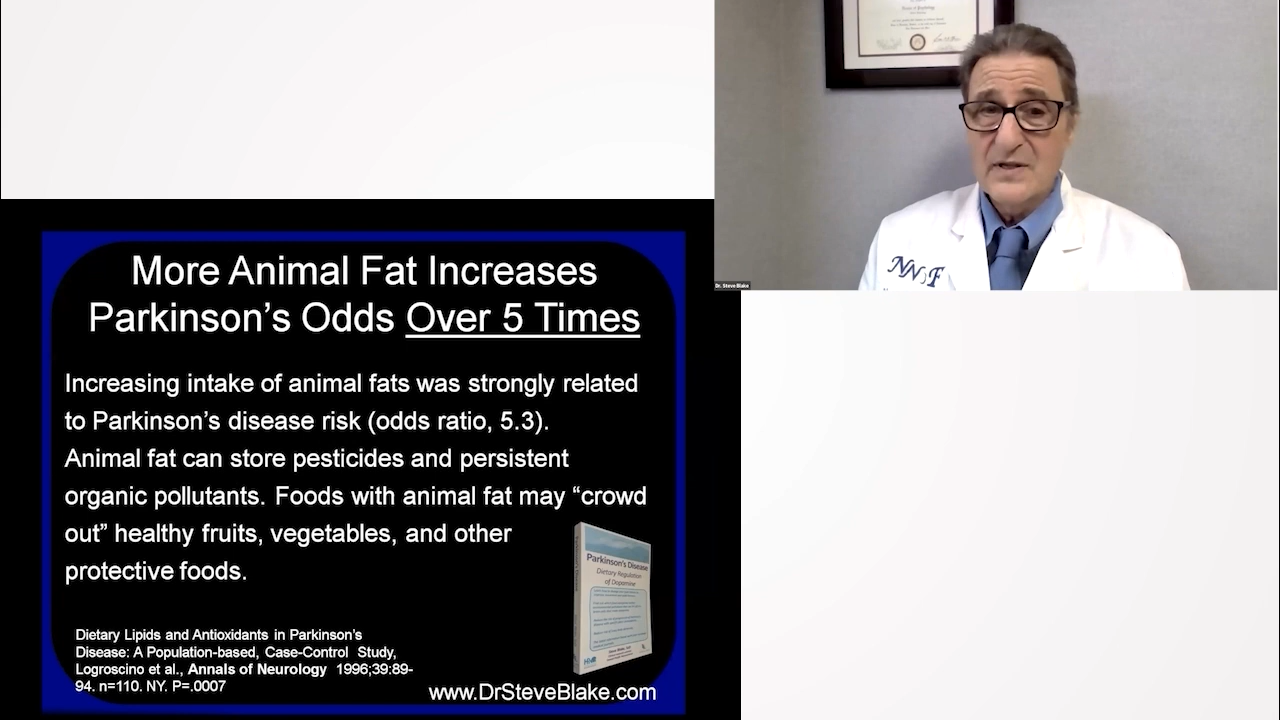 Dr. Steve Blake
NNSF
More Animal Fat Increases
Parkinson's Odds Over 5 Times
Increasing intake of animal fats was strongly related
to Parkinson's disease risk (odds ratio, 5.3).
Animal fat can store pesticides and persistent
organic pollutants. Foods with animal fat may “crowd
out” healthy fruits, vegetables, and other
protective foods.
Parkinson's Disease
Dietary Regulation
of Dopamine
Dietary Lipids and Antioxidants in Parkinson's
Disease: A Population-based, Case-Control Study,
Logroscino et al., Annals of Neurology 1996;39:89-
94. n=110. NY. P=.0007
www.DrSteveBlake.com